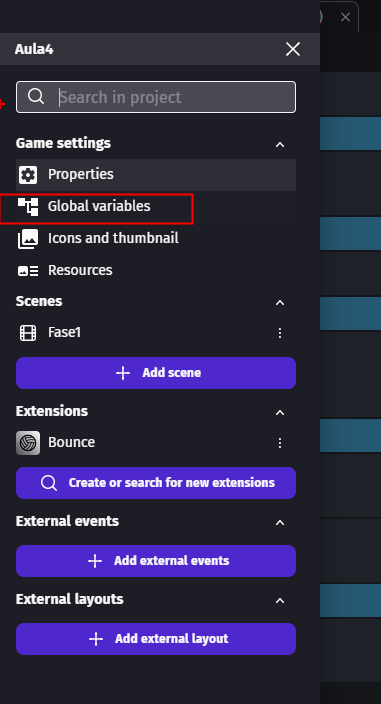 Aula4
Search in project
Game settings
Properties
Global variables
Icons and thumbnail
Resources
Scenes
Fase1
Add scene
Extensions
Bounce
Create or search for new extensions
External events
Add external events
External layouts
Add external layout